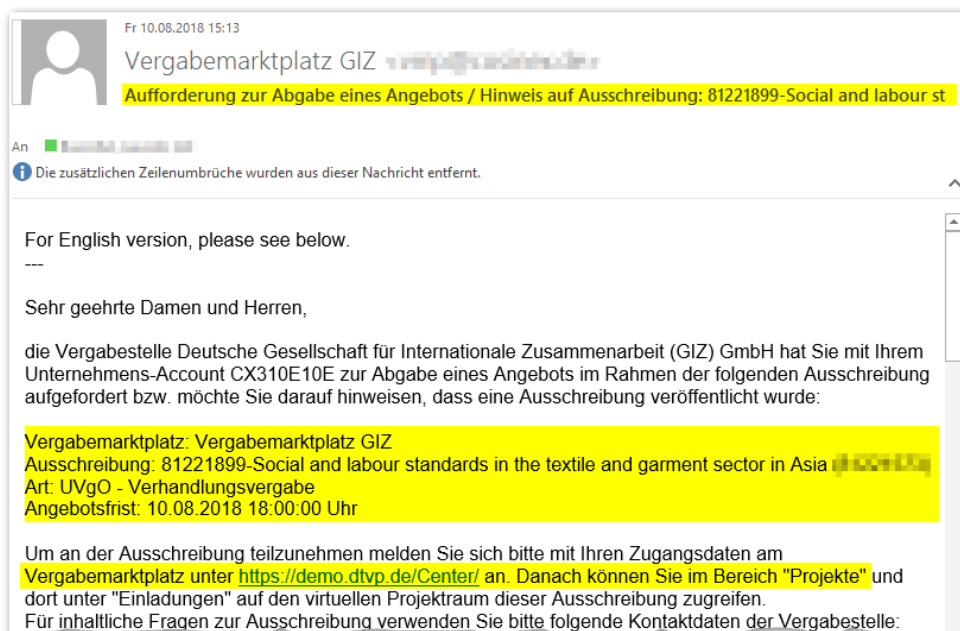 Fr 10.08.2018 15:13
Vergabemarktplatz GIZ
Aufforderung zur Abgabe eines Angebots / Hinweis auf Ausschreibung: 81221899-Social and labour st
An
Die zusätzlichen Zeilenumbrüche wurden aus dieser Nachricht entfernt.
For English version, please see below.
---
Sehr geehrte Damen und Herren,
die Vergabestelle Deutsche Gesellschaft für Internationale Zusammenarbeit (GIZ) GmbH hat Sie mit Ihrem
Unternehmens-Account CX310E10E zur Abgabe eines Angebots im Rahmen der folgenden Ausschreibung
aufgefordert bzw. möchte Sie darauf hinweisen, dass eine Ausschreibung veröffentlicht wurde:
Vergabemarktplatz: Vergabemarktplatz GIZ
Ausschreibung: 81221899-Social and labour standards in the textile and garment sector in Asia
Art: UVgO - Verhandlungsvergabe
Angebotsfrist: 10.08.2018 18:00:00 Uhr
Um an der Ausschreibung teilzunehmen melden Sie sich bitte mit Ihren Zugangsdaten am
Vergabemarktplatz unter https://demo.dtvp.de/Center/ an. Danach können Sie im Bereich "Projekte" und
dort unter "Einladungen" auf den virtuellen Projektraum dieser Ausschreibung zugreifen.
Für inhaltliche Fragen zur Ausschreibung verwenden Sie bitte folgende Kontaktdaten der Vergabestelle: